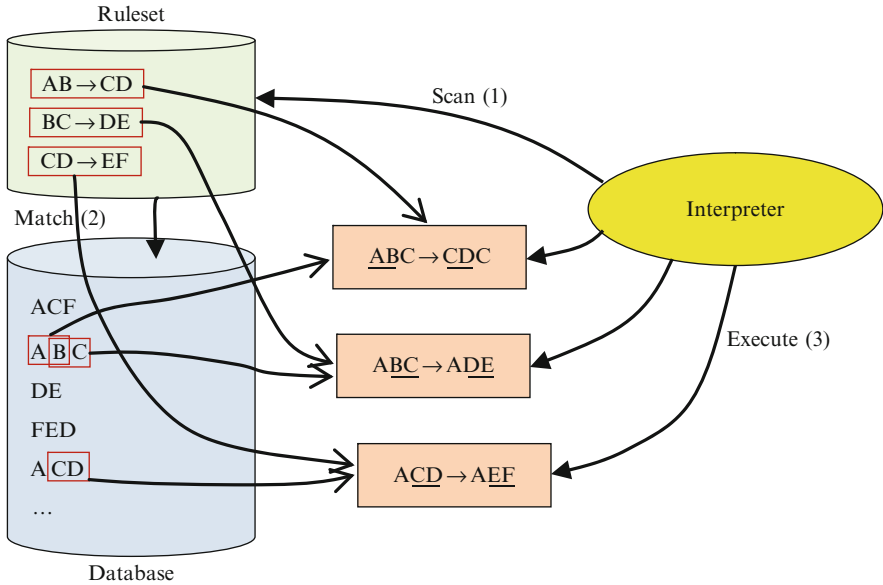 Ruleset
AB → CD
BC → DE
CD → EF
Scan (1)
Interpreter
Match (2)
ABC → CDC
ACF
ABC
DE
FED
ACD
...
ABC → ADE
Execute (3)
ACD → AEF
Database